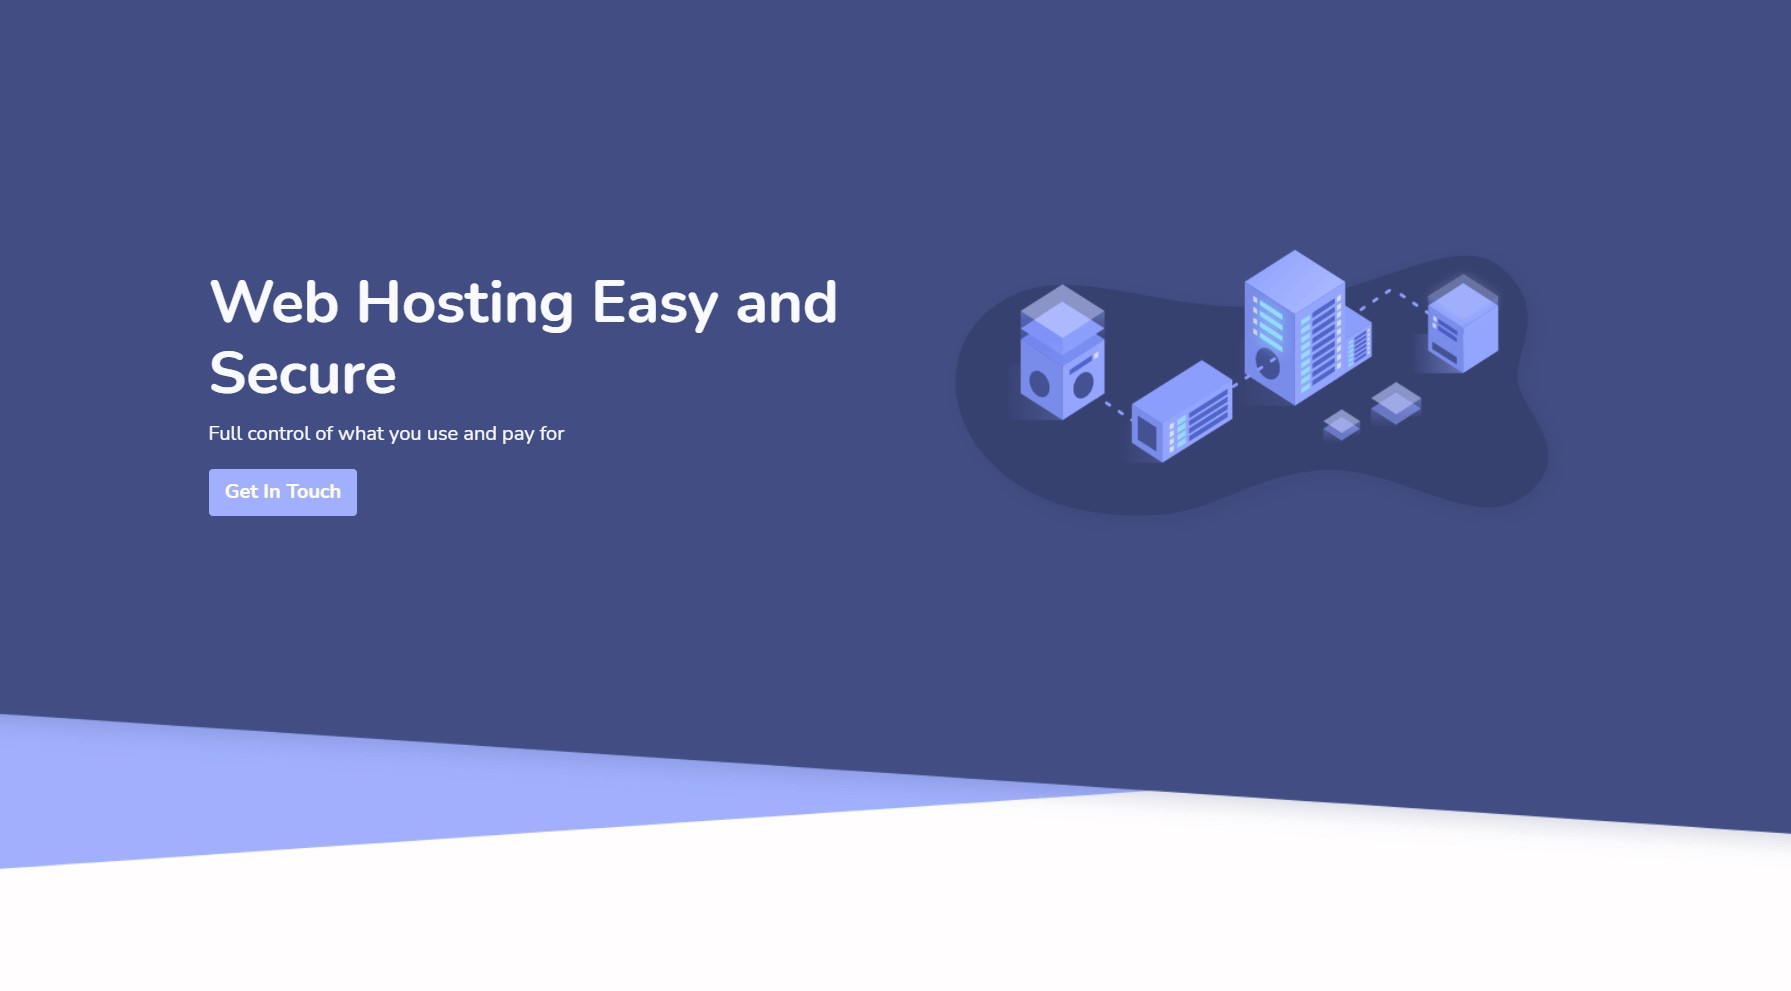 Web Hosting Easy and
Secure
Full control of what you use and pay for
Get In Touch